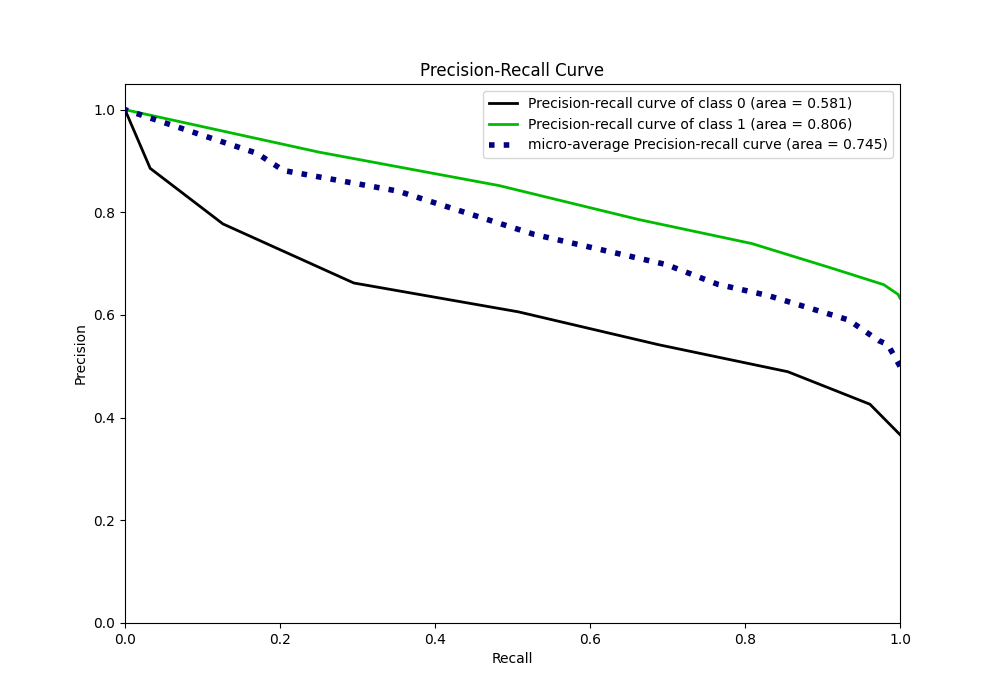 Precision-Recall Curve
Precision-recall curve of class 0 (area = 0.581)
Precision-recall curve of class 1 (area = 0.806)
micro-average Precision-recall curve (area = 0.745)
Precision
1.0
0.8
0.6
0.4
0.2
0.0
0.0 0.2 0.4 0.6 0.8 1.0
Recall